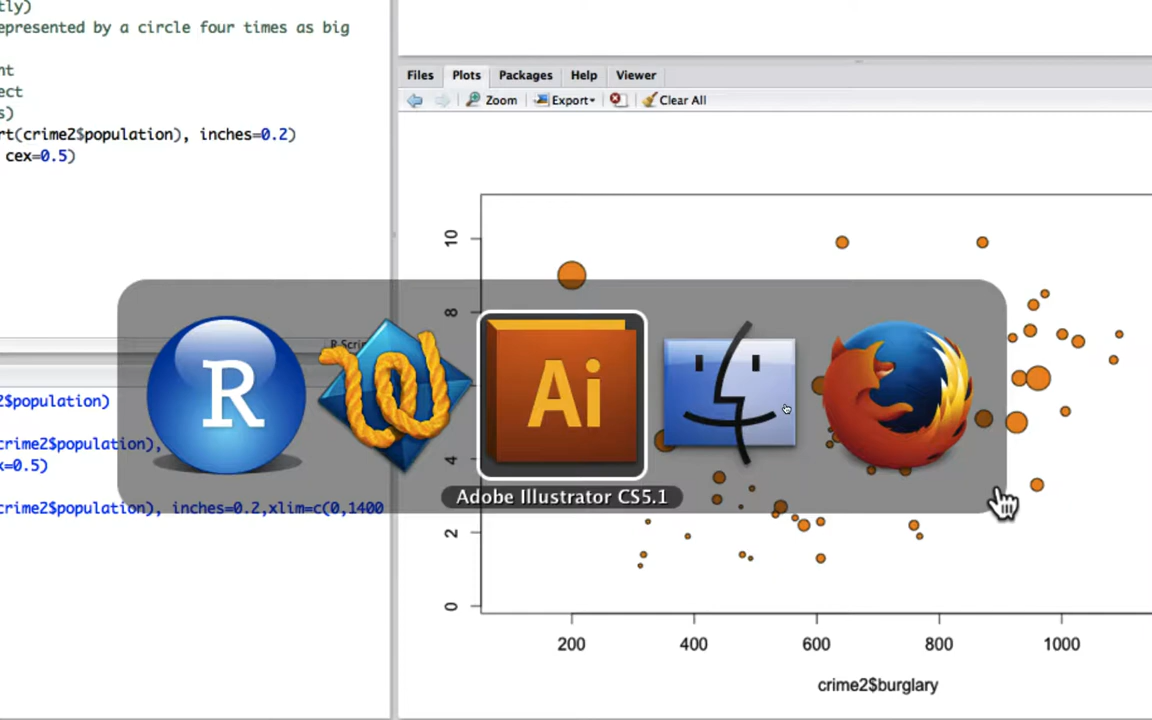 tly)
epresented by a circle four times as big
nt
ect
s)
rt(crime2$population), inches=0.2)
cex=0.5)
R Scrip
2$population)
crime2$population),
x=0.5)
crime2$population), inches=0.2,xlim=c(0,1400
Files Plots Packages Help Viewer
Zoom Export Clear All
10
8
4
2
0
200 400 600 800 1000
crime2$burglary
R
Ai
Adobe Illustrator CS5.1